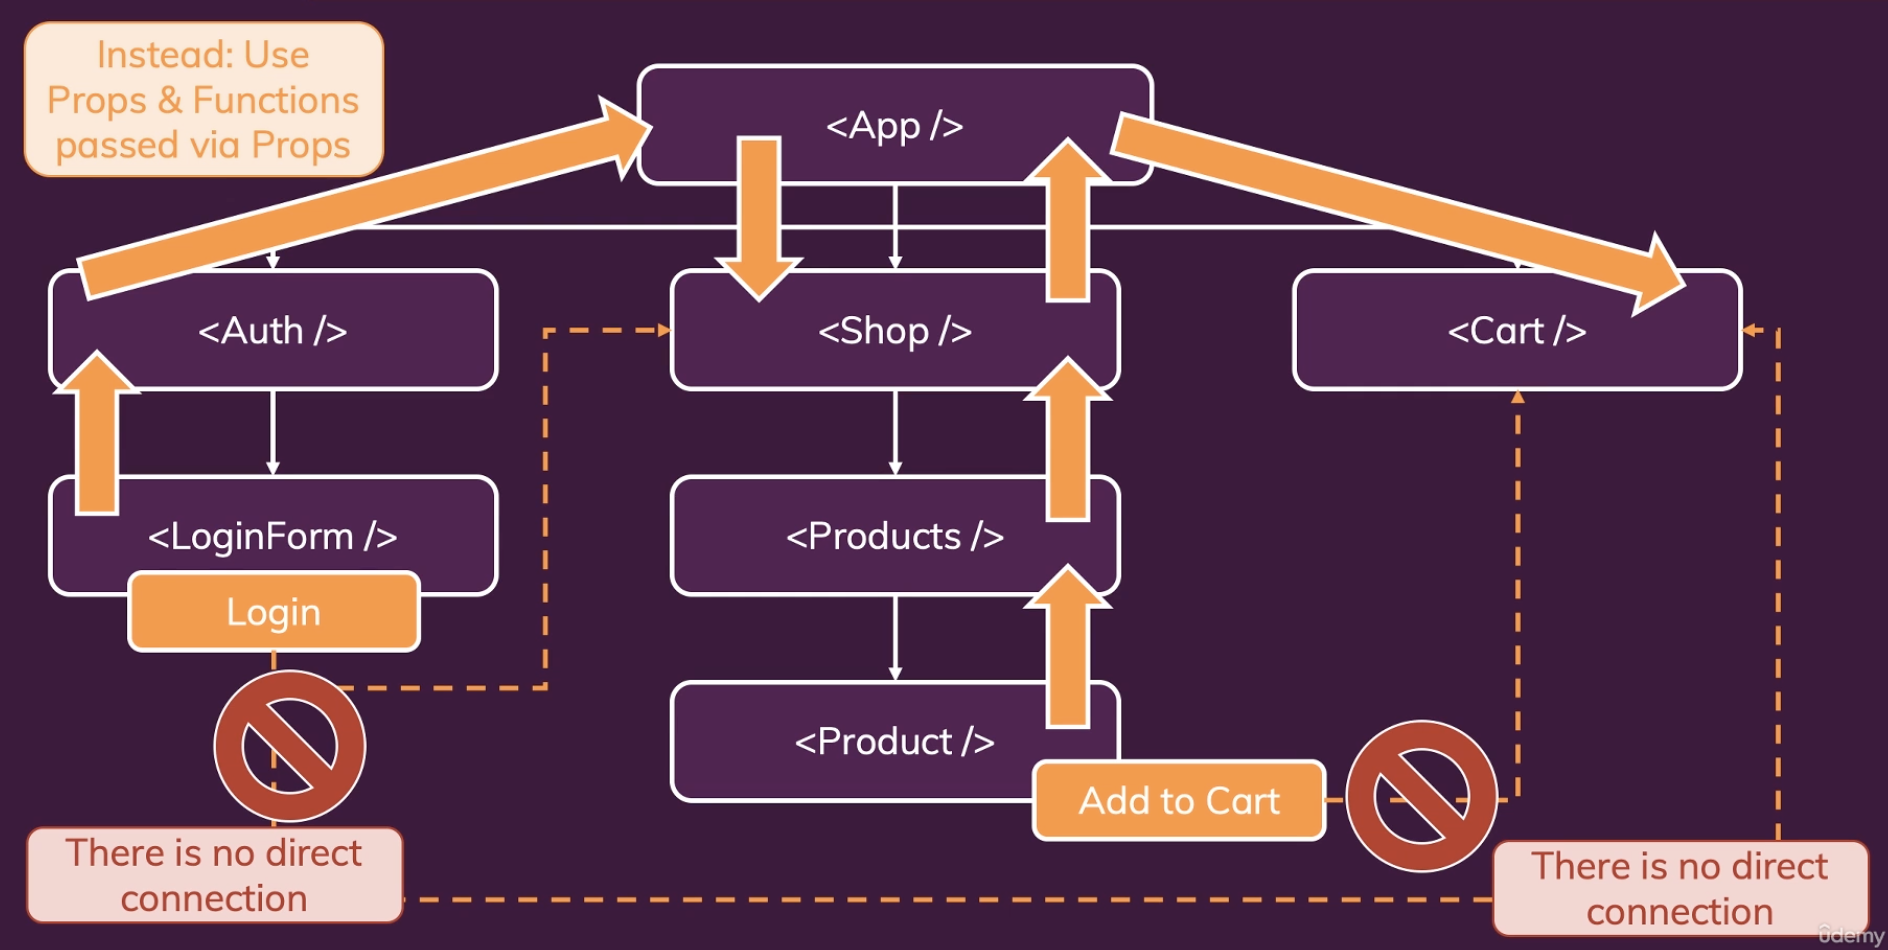 Instead: Use
Props & Functions
passed via Props
<App />
<Auth />
<Shop />
<Cart />
<LoginForm />
<Products />
Login
<Product />
Add to Cart
There is no direct
connection
There is no direct
connection
ûdemy